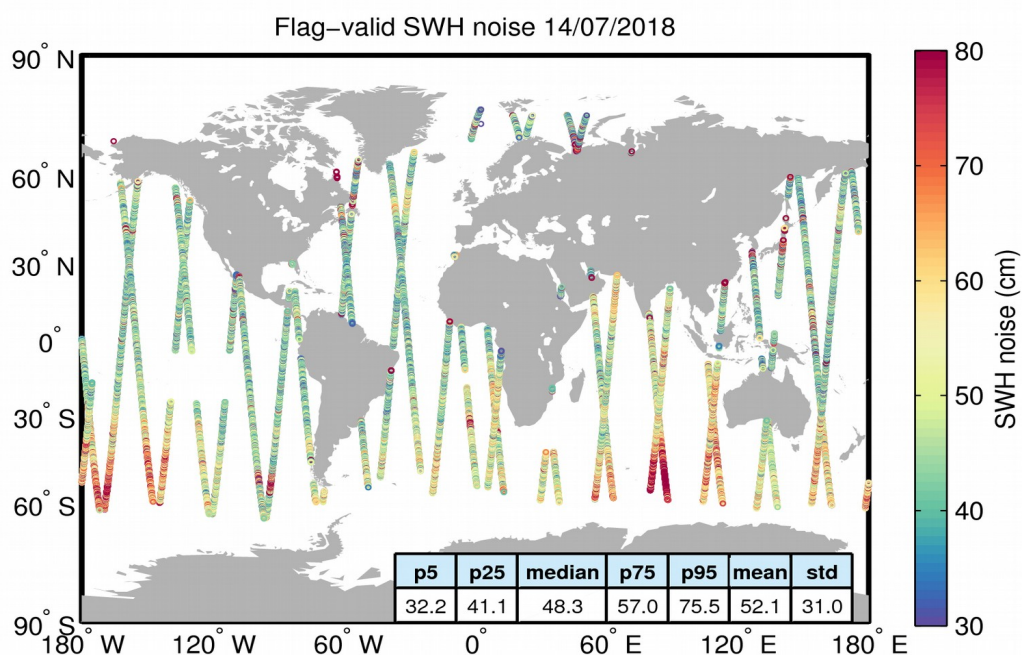 Flag−valid SWH noise 14/07/2018
90° N
60° N
30° N
0°
30° S
60° S
90° S
180° W
120° W
60° W
0°
60° E
120° E
180° E
p5 p25 median p75 p95 mean std
32.2 41.1 48.3 57.0 75.5 52.1 31.0
80
70
60
50
40
30
SWH noise (cm)